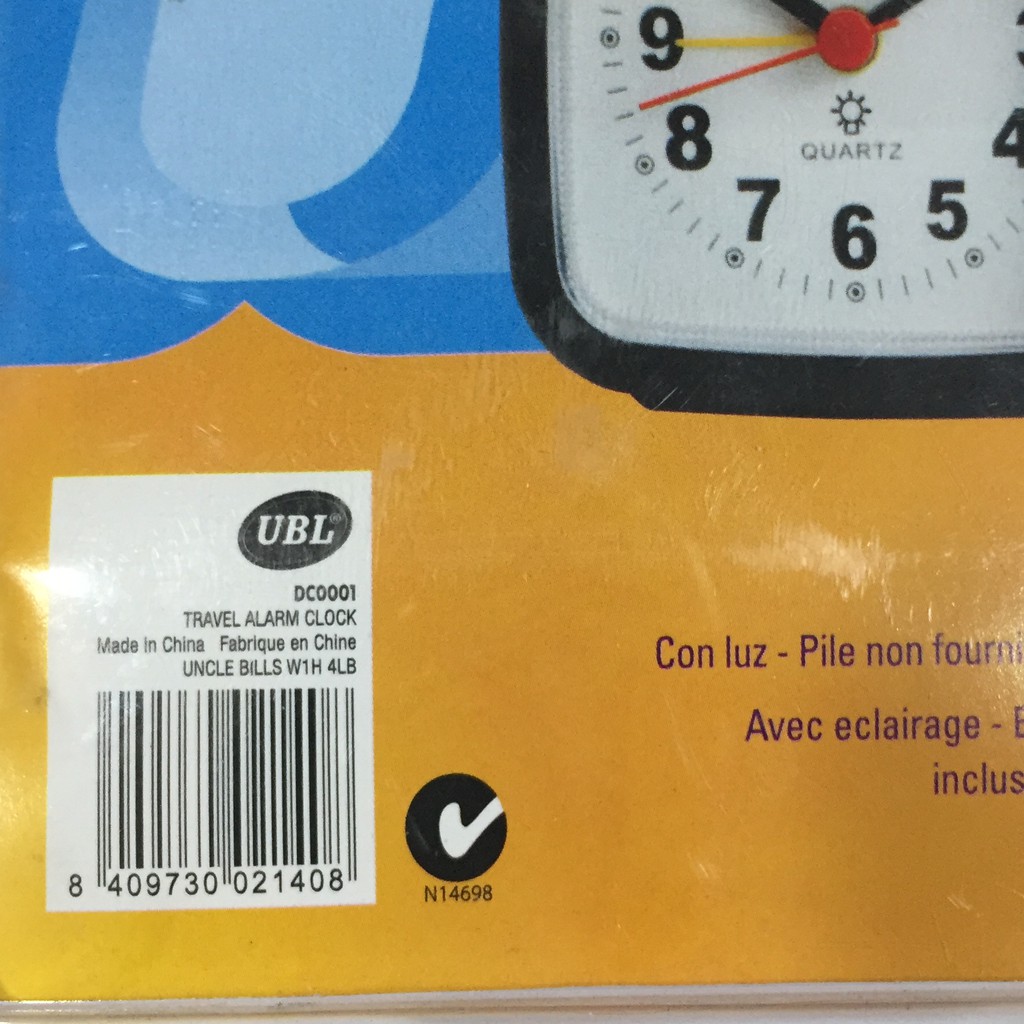 9
8
7
6
5
4
QUARTZ
UBL®
DC0001
TRAVEL ALARM CLOCK
Made In China Fabrique en Chine
UNCLE BILLS W1H 4LB
8 409730 021408
N14698
Con luz - Pile non fourni
Avec eclairage - 
inclus